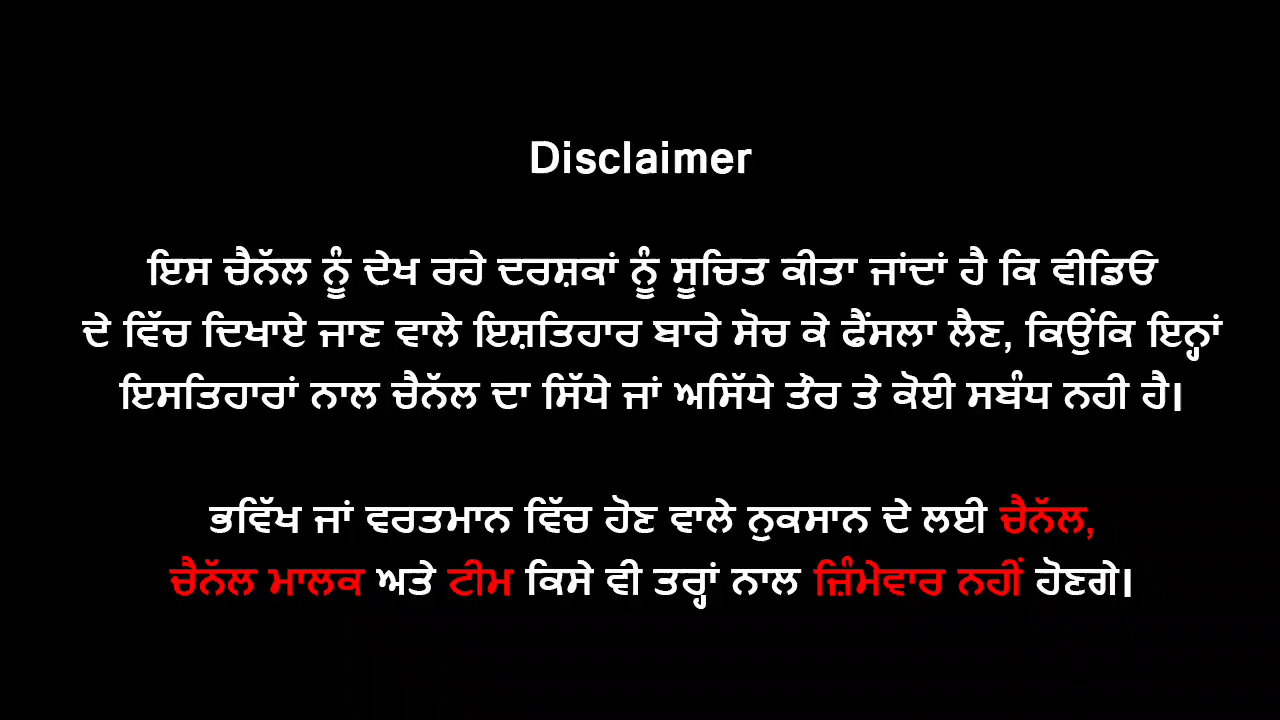 Disclaimer
ਇਸ ਚੈਨੱਲ ਨੂੰ ਦੇਖ ਰਹੇ ਦਰਸ਼ਕਾਂ ਨੂੰ ਸੂਚਿਤ ਕੀਤਾ ਜਾਂਦਾਂ ਹੈ ਕਿ ਵੀਡਿਓ
ਦੇ ਵਿੱਚ ਦਿਖਾਏ ਜਾਣ ਵਾਲੇ ਇਸ਼ਤਿਹਾਰ ਬਾਰੇ ਸੋਚ ਕੇ ਫੈਂਸਲਾ ਲੈਣ, ਕਿਉਂਕਿ ਇਨ੍ਹਾਂ
ਇਸਤਿਹਾਰਾਂ ਨਾਲ ਚੈਨੱਲ ਦਾ ਸਿੱਧੇ ਜਾਂ ਅਸਿੱਧੇ ਤੌਰ ਤੇ ਕੋਈ ਸਬੰਧ ਨਹੀ ਹੈ।
ਭਵਿੱਖ ਜਾਂ ਵਰਤਮਾਨ ਵਿੱਚ ਹੋਣ ਵਾਲੇ ਨੁਕਸਾਨ ਦੇ ਲਈ ਚੈਨੱਲ,
ਚੈਨੱਲ ਮਾਲਕ ਅਤੇ ਟੀਮ ਕਿਸੇ ਵੀ ਤਰ੍ਹਾਂ ਨਾਲ ਜ਼ਿੰਮੇਵਾਰ ਨਹੀਂ ਹੋਣਗੇ।